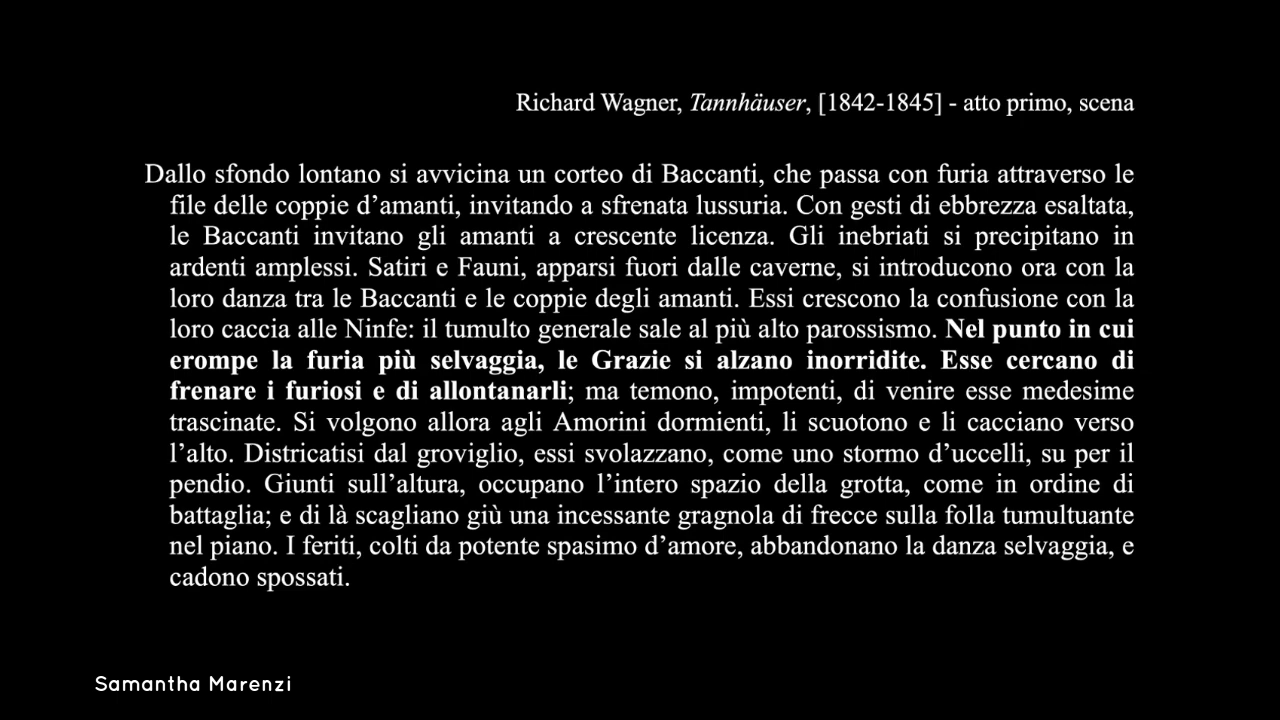 Richard Wagner, Tannhäuser, [1842-1845] - atto primo, scena
Dallo sfondo lontano si avvicina un corteo di Baccanti, che passa con furia attraverso le
file delle coppie d’amanti, invitando a sfrenata lussuria. Con gesti di ebbrezza esaltata,
le Baccanti invitano gli amanti a crescente licenza. Gli inebriati si precipitano in
ardenti amplessi. Satiri e Fauni, apparsi fuori dalle caverne, si introducono ora con la
loro danza tra le Baccanti e le coppie degli amanti. Essi crescono la confusione con la
loro caccia alle Ninfe: il tumulto generale sale al più alto parossismo. Nel punto in cui
erompe la furia più selvaggia, le Grazie si alzano inorridite. Esse cercano di
frenare i furiosi e di allontanarli; ma temono, impotenti, di venire esse medesime
trascinate. Si volgono allora agli Amorini dormienti, li scuotono e li cacciano verso
l’alto. Districatisi dal groviglio, essi svolazzano, come uno stormo d’uccelli, su per il
pendio. Giunti sull’altura, occupano l’intero spazio della grotta, come in ordine di
battaglia; e di là scagliano giù una incessante gragnola di frecce sulla folla tumultuante
nel piano. I feriti, colti da potente spasimo d’amore, abbandonano la danza selvaggia, e
cadono spossati.
Samantha Marenzi